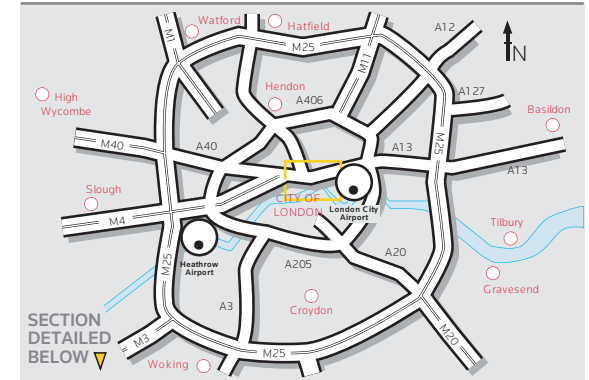 Watford
Hatfield
A12
M1
M25
M11
Hendon
A406
A127
High
Wycombe
Basildon
M40
A40
M25
A13
A13
Slough
CITY OF
LONDON
London City
Airport
M4
Tilbury
Heathrow
Airport
M25
A205
A20
Gravesend
A3
Croydon
SECTION
DETAILED
BELOW
M3
M25
M20
Woking
N